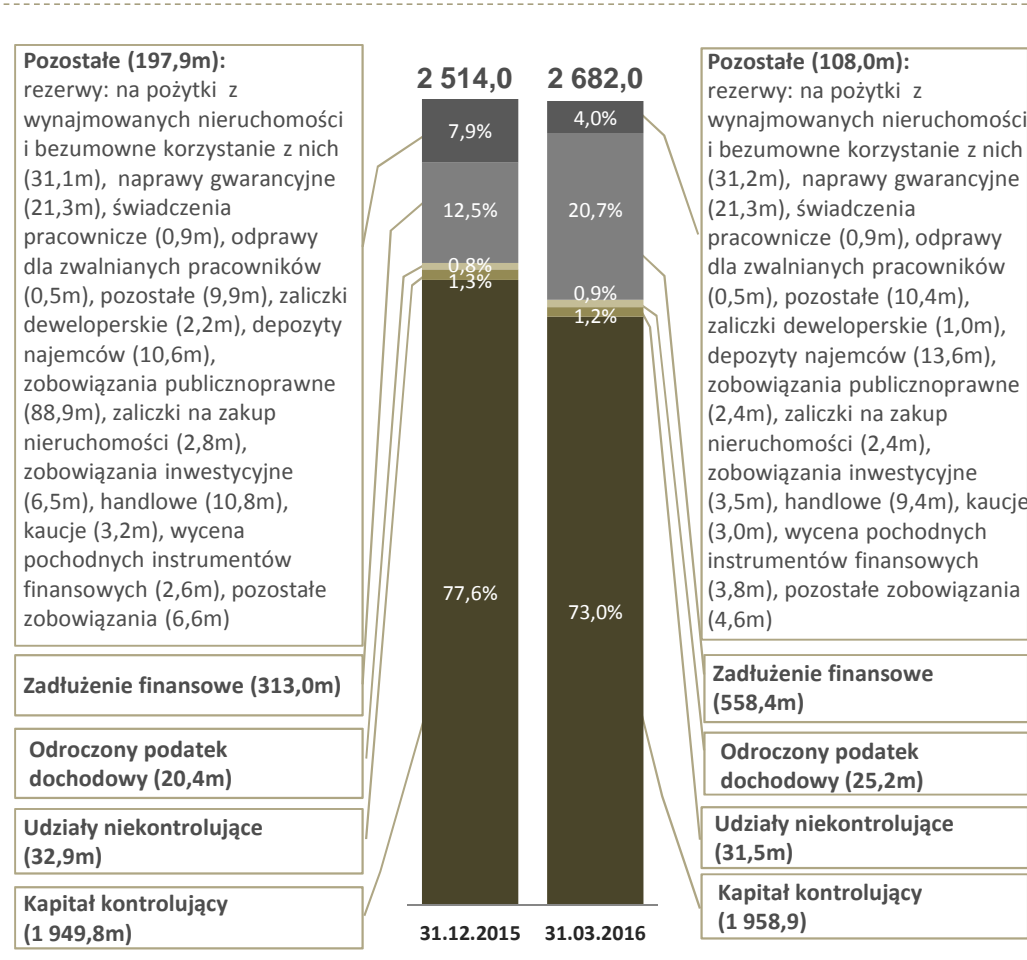 Pozostałe (197,9m):
rezerwy: na pożytki z
wynajmowanych nieruchomości
i bezumowne korzystanie z nich
(31,1m), naprawy gwarancyjne
(21,3m), świadczenia
pracownicze (0,9m), odprawy
dla zwalnianych pracowników
(0,5m), pozostałe (9,9m), zaliczki
deweloperskie (2,2m), depozyty
najemców (10,6m),
zobowiązania publicznoprawne
(88,9m), zaliczki na zakup
nieruchomości (2,8m),
zobowiązania inwestycyjne
(6,5m), handlowe (10,8m),
kaucje (3,2m), wycena
pochodnych instrumentów
finansowych (2,6m), pozostałe
zobowiązania (6,6m)
Zadłużenie finansowe (313,0m)
Odroczony podatek
dochodowy (20,4m)
Udziały niekontrolujące
(32,9m)
Kapitał kontrolujący
(1 949,8m)
2 514,0
7,9%
12,5%
0,8%
1,3%
77,6%
31.12.2015
2 682,0
4,0%
20,7%
0,9%
1,2%
73,0%
31.03.2016
Pozostałe (108,0m):
rezerwy: na pożytki z
wynajmowanych nieruchomości
i bezumowne korzystanie z nich
(31,2m), naprawy gwarancyjne
(21,3m), świadczenia
pracownicze (0,9m), odprawy
dla zwalnianych pracowników
(0,5m), pozostałe (10,4m),
zaliczki deweloperskie (1,0m),
depozyty najemców (13,6m),
zobowiązania publicznoprawne
(2,4m), zaliczki na zakup
nieruchomości (2,4m),
zobowiązania inwestycyjne
(3,5m), handlowe (9,4m), kaucje
(3,0m), wycena pochodnych
instrumentów finansowych
(3,8m), pozostałe zobowiązania
(4,6m)
Zadłużenie finansowe
(558,4m)
Odroczony podatek
dochodowy (25,2m)
Udziały niekontrolujące
(31,5m)
Kapitał kontrolujący
(1 958,9)